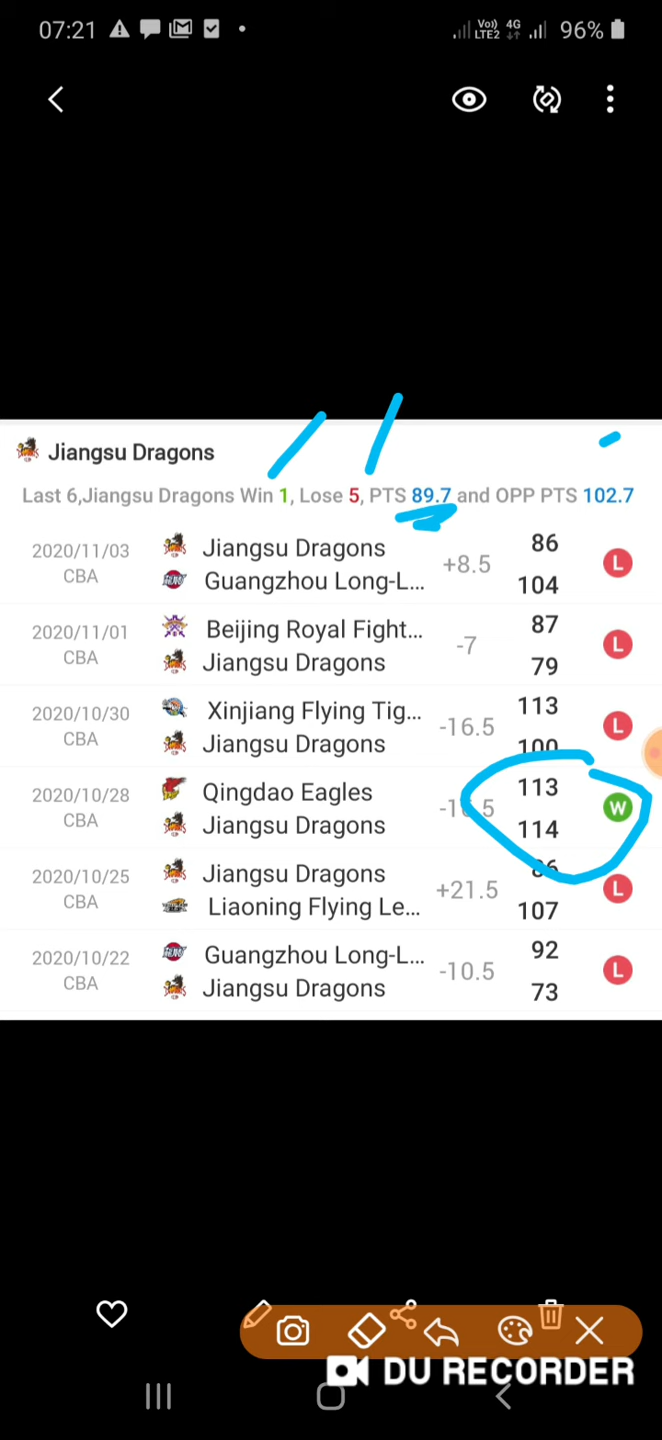 07:21 Vo)) LTE2 4G 96%
Jiangsu Dragons
Last 6,Jiangsu Dragons Win 1, Lose 5, PTS 89.7 and OPP PTS 102.7
2020/11/03 CBA Jiangsu Dragons Guangzhou Long-L... +8.5 86 104 L
2020/11/01 CBA Beijing Royal Fight... Jiangsu Dragons -7 87 79 L
2020/10/30 CBA Xinjiang Flying Tig... Jiangsu Dragons -16.5 113 100 L
2020/10/28 CBA Qingdao Eagles Jiangsu Dragons 113 114 W
2020/10/25 CBA Jiangsu Dragons Liaoning Flying Le... +21.5 86 107 L
2020/10/22 CBA Guangzhou Long-L... Jiangsu Dragons -10.5 92 73 L
DU RECORDER